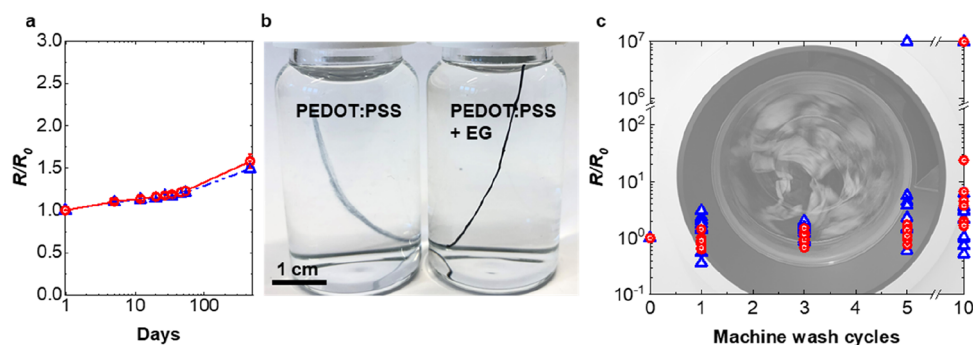 a
3.0
2.5
2.0
1.5
1.0
0.5
0.0
R/R0
1 10 100
Days
b
PEDOT:PSS
PEDOT:PSS
+ EG
1 cm
c
10^7
10^6
10^2
10^1
10^0
10^-1
R/R0
0 1 2 3 4 5 10
Machine wash cycles